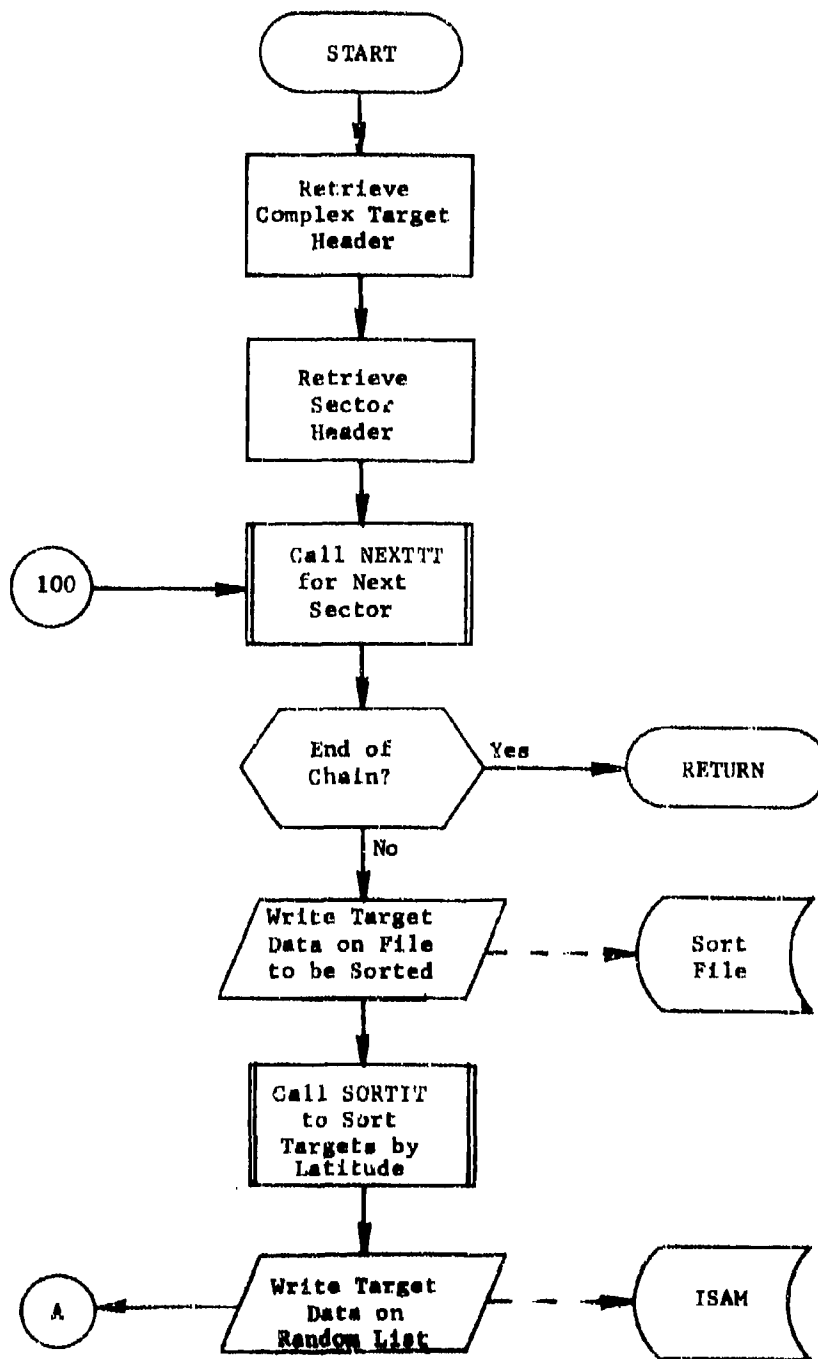 START
Retrieve
Complex Target
Header
Retrieve
Sector
Header
100
Call NEXTTT
for Next
Sector
End of
Chain?
Yes
RETURN
No
Write Target
Data on File
to be Sorted
Sort
File
Call SORTIT
to Sort
Targets by
Latitude
A
Write Target
Data on
Random List
ISAM